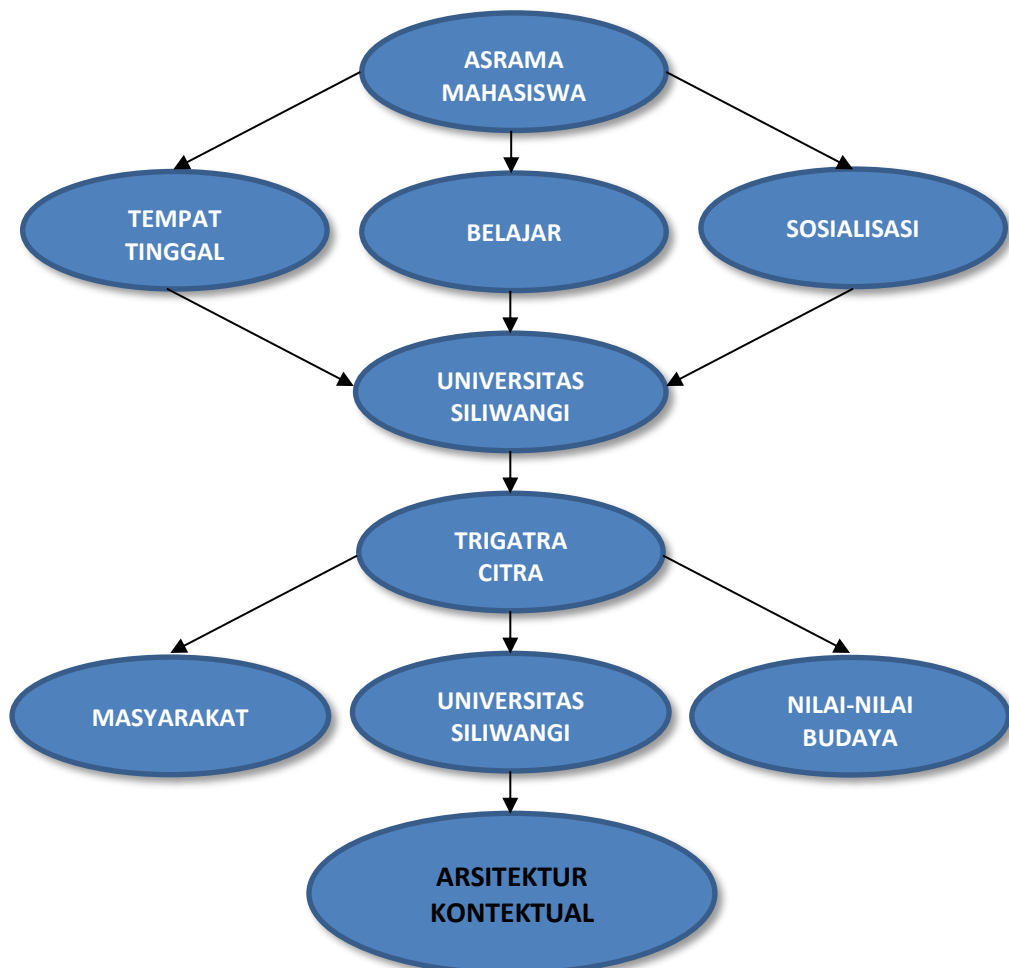 ASRAMA
MAHASISWA
TEMPAT
TINGGAL
BELAJAR
SOSIALISASI
UNIVERSITAS
SILIWANGI
TRIGATRA
CITRA
MASYARAKAT
UNIVERSITAS
SILIWANGI
NILAI-NILAI
BUDAYA
ARSITEKTUR
KONTEKTUAL